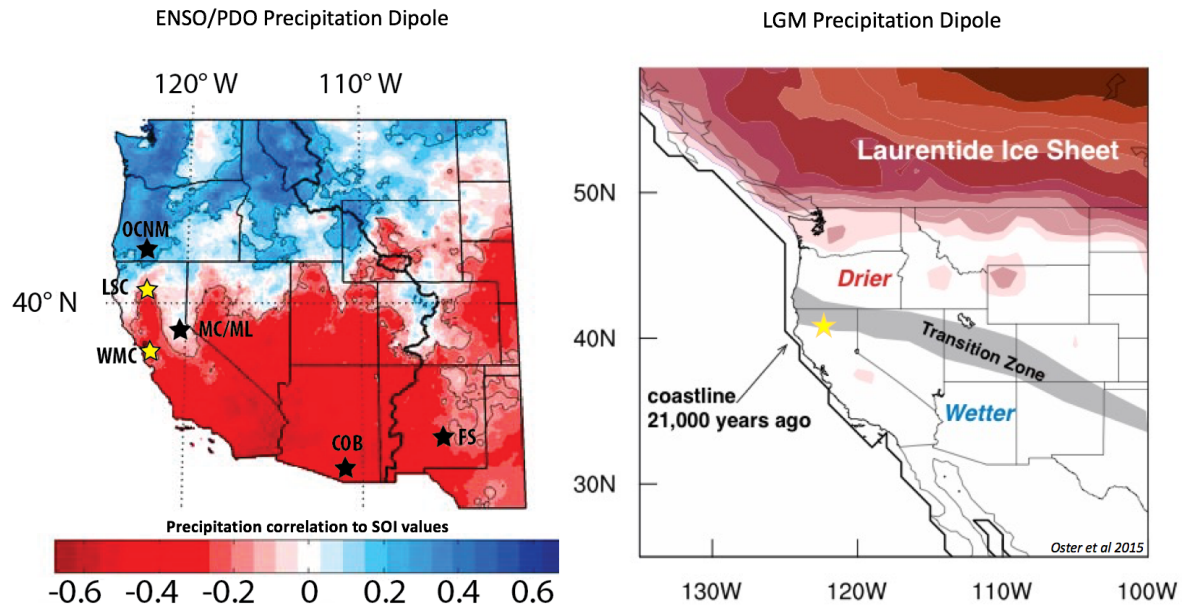 ENSO/PDO Precipitation Dipole
120° W
110° W
OCNM
LSC
40° N
MC/ML
WMC
COB
FS
Precipitation correlation to SOI values
-0.6 -0.4 -0.2 0 0.2 0.4 0.6
LGM Precipitation Dipole
Laurentide Ice Sheet
50N
Drier
40N
Transition Zone
coastline
21,000 years ago
Wetter
30N
Oster et al 2015
130W 120W 110W 100W